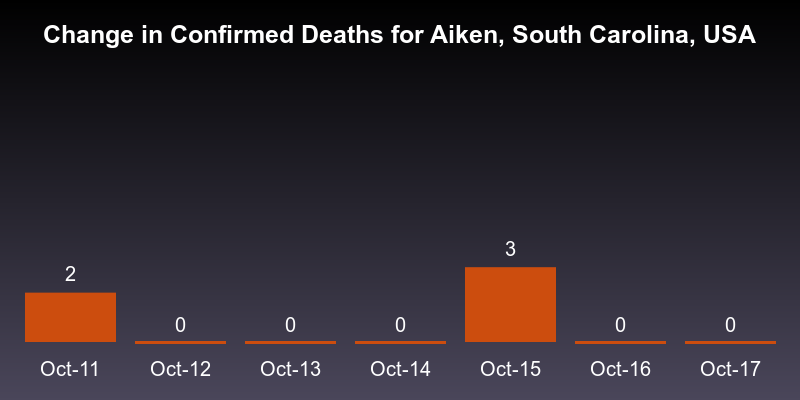 Change in Confirmed Deaths for Aiken, South Carolina, USA
3
2
0 0 0 0 0
Oct-11 Oct-12 Oct-13 Oct-14 Oct-15 Oct-16 Oct-17